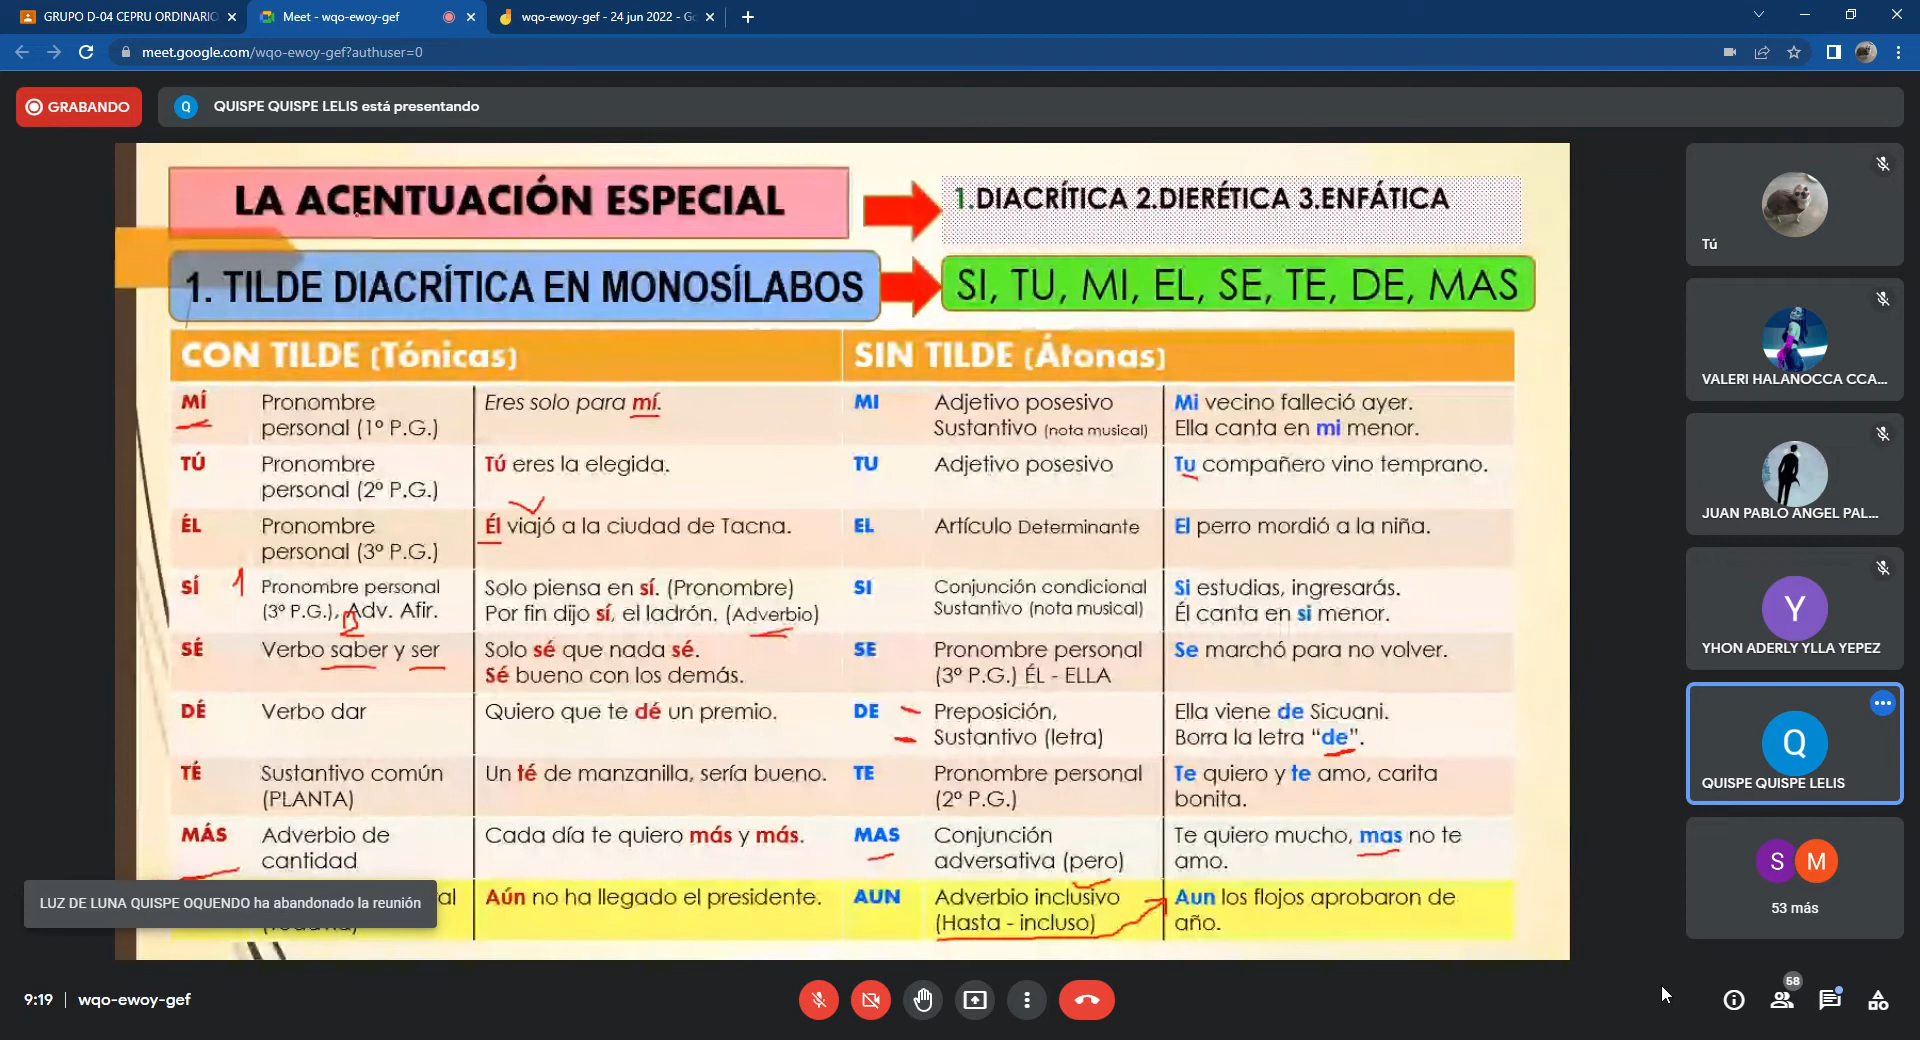 GRUPO D-04 CEPRU ORDINARIO
Meet - wqo-ewoy-gef
wqo-ewoy-gef - 24 jun 2022 - Go
meet.google.com/wqo-ewoy-gef?authuser=0
GRABANDO
Q QUISPE QUISPE LELIS está presentando
LA ACENTUACIÓN ESPECIAL
1.DIACRÍTICA 2.DIERÉTICA 3.ENFÁTICA
1. TILDE DIACRÍTICA EN MONOSÍLABOS
SI, TU, MI, EL, SE, TE, DE, MAS
CON TILDE (Tónicas) SIN TILDE (Átonas)
MÍ Pronombre personal (1º P.G.) Eres solo para mí. MI Adjetivo posesivo Mi vecino falleció ayer.
Sustantivo (nota musical) Ella canta en mi menor.
TÚ Pronombre personal (2º P.G.) Tú eres la elegida. TU Adjetivo posesivo Tu compañero vino temprano.
ÉL Pronombre personal (3º P.G.) Él viajó a la ciudad de Tacna. EL Artículo Determinante El perro mordió a la niña.
SÍ Pronombre personal Solo piensa en sí. (Pronombre) SI Conjunción condicional Si estudias, ingresarás.
(3º P.G.), Adv. Afir. Por fin dijo sí, el ladrón. (Adverbio) Sustantivo (nota musical) Él canta en si menor.
SÉ Verbo saber y ser Solo sé que nada sé. SE Pronombre personal Se marchó para no volver.
Sé bueno con los demás. (3º P.G.) ÉL - ELLA
DÉ Verbo dar Quiero que te dé un premio. DE Preposición, Ella viene de Sicuani.
Sustantivo (letra) Borra la letra “de”.
TÉ Sustantivo común Un té de manzanilla, sería bueno. TE Pronombre personal Te quiero y te amo, carita
(PLANTA) (2º P.G.) bonita.
MÁS Adverbio de Cada día te quiero más y más. MAS Conjunción Te quiero mucho, mas no te
cantidad adversativa (pero) amo.
Aún no ha llegado el presidente. AUN Adverbio inclusivo Aun los flojos aprobaron de
(Hasta - incluso) año.
LUZ DE LUNA QUISPE OQUENDO ha abandonado la reunión
Tú
VALERI HALANOCCA CCA...
JUAN PABLO ANGEL PAL...
Y
YHON ADERLY YLLA YEPEZ
Q
QUISPE QUISPE LELIS
S M
53 más
9:19 | wqo-ewoy-gef
58